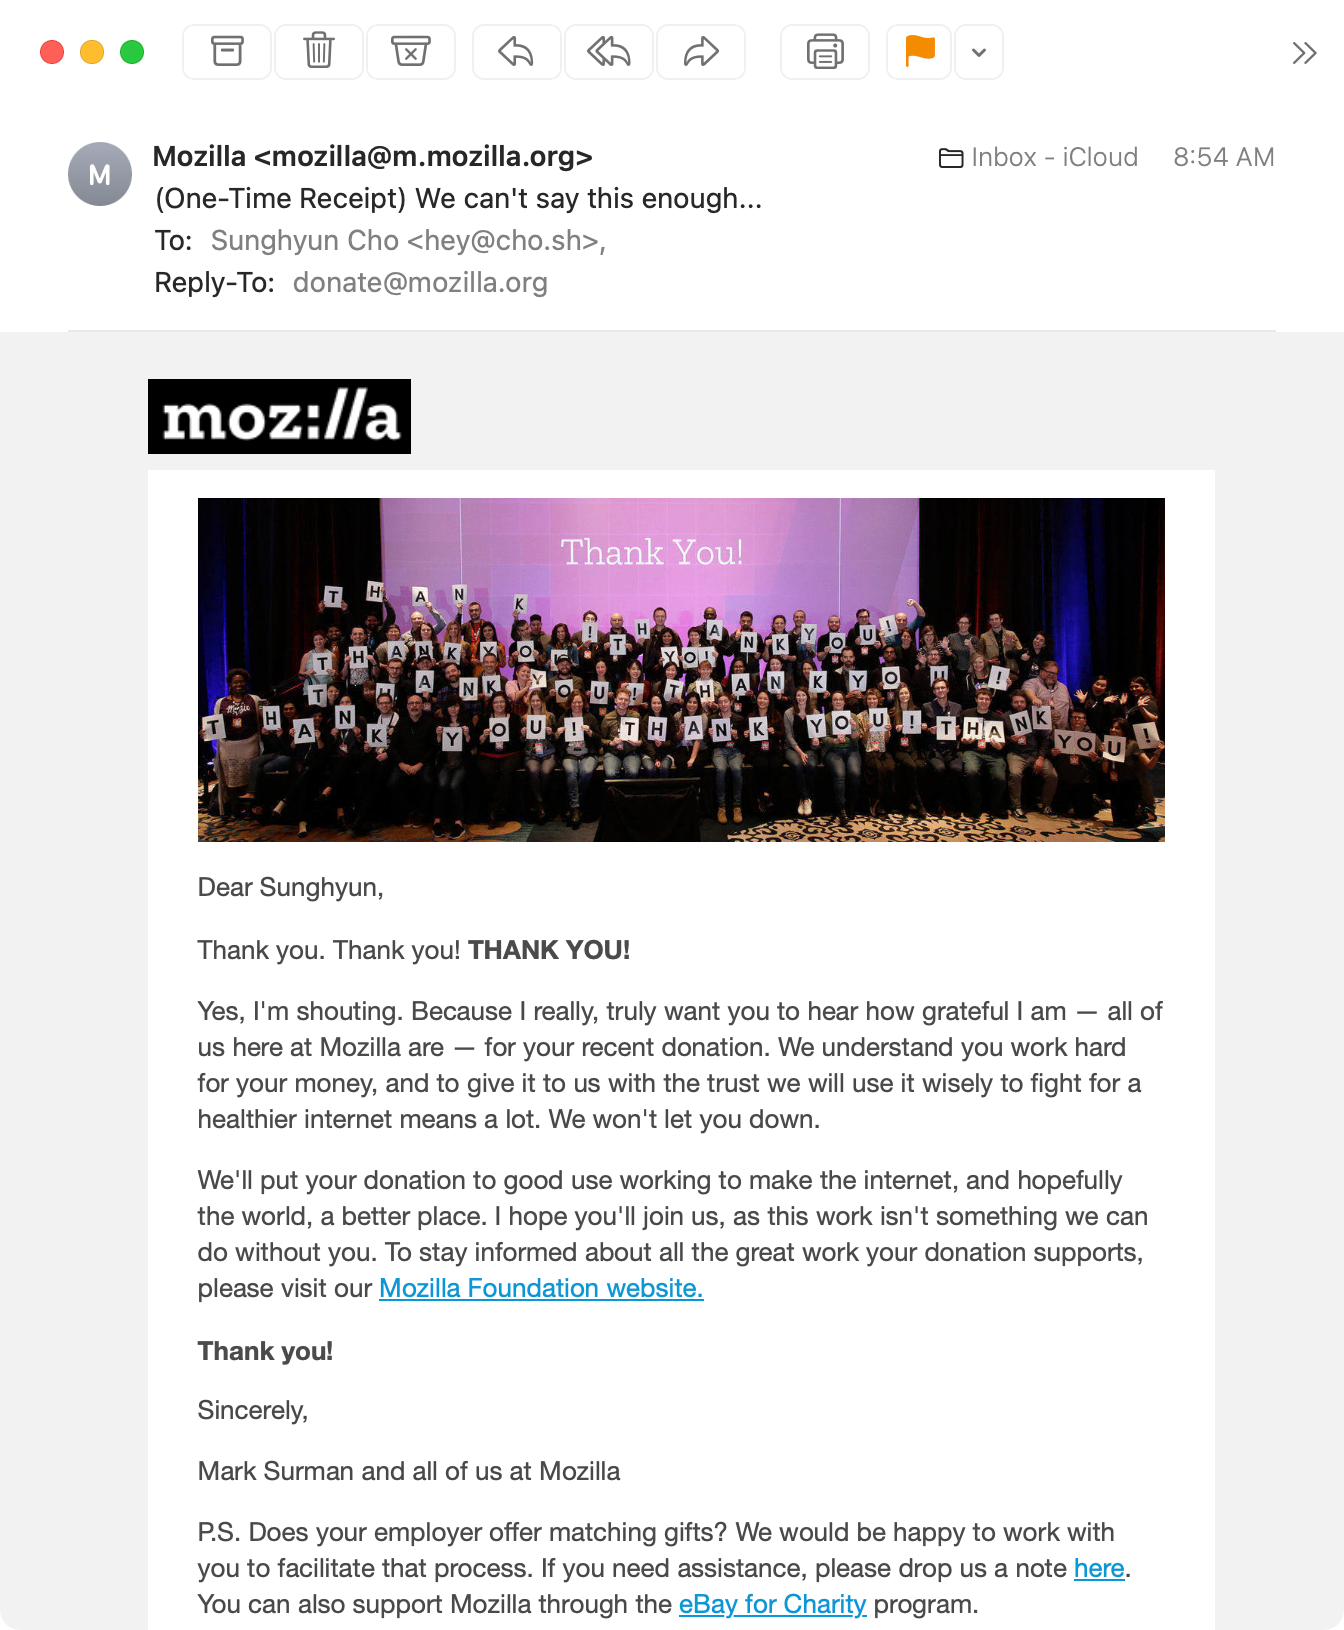 M
Mozilla <mozilla@m.mozilla.org>
Inbox - iCloud 8:54 AM
(One-Time Receipt) We can't say this enough...
To: Sunghyun Cho <hey@cho.sh>,
Reply-To: donate@mozilla.org
moz://a
Thank You!
T H A N K
T H A N K Y O U !
T H A N K Y O U ! T H A N K Y O U !
T H A N K Y O U ! T H A N K Y O U ! T H A N K Y O U !
Dear Sunghyun,
Thank you. Thank you! THANK YOU!
Yes, I'm shouting. Because I really, truly want you to hear how grateful I am — all of
us here at Mozilla are — for your recent donation. We understand you work hard
for your money, and to give it to us with the trust we will use it wisely to fight for a
healthier internet means a lot. We won't let you down.
We'll put your donation to good use working to make the internet, and hopefully
the world, a better place. I hope you'll join us, as this work isn't something we can
do without you. To stay informed about all the great work your donation supports,
please visit our Mozilla Foundation website.
Thank you!
Sincerely,
Mark Surman and all of us at Mozilla
P.S. Does your employer offer matching gifts? We would be happy to work with
you to facilitate that process. If you need assistance, please drop us a note here.
You can also support Mozilla through the eBay for Charity program.